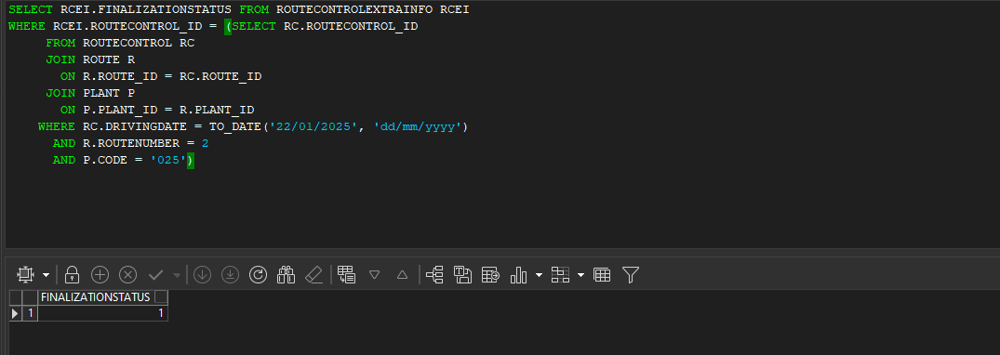 SELECT RCEI.FINALIZATIONSTATUS FROM ROUTECONTROLEXTRAINFO RCEI
WHERE RCEI.ROUTECONTROL_ID = (SELECT RC.ROUTECONTROL_ID
FROM ROUTECONTROL RC
JOIN ROUTE R
ON R.ROUTE_ID = RC.ROUTE_ID
JOIN PLANT P
ON P.PLANT_ID = R.PLANT_ID
WHERE RC.DRIVINGDATE = TO_DATE('22/01/2025', 'dd/mm/yyyy')
AND R.ROUTENUMBER = 2
AND P.CODE = '025')
FINALIZATIONSTATUS
1 1